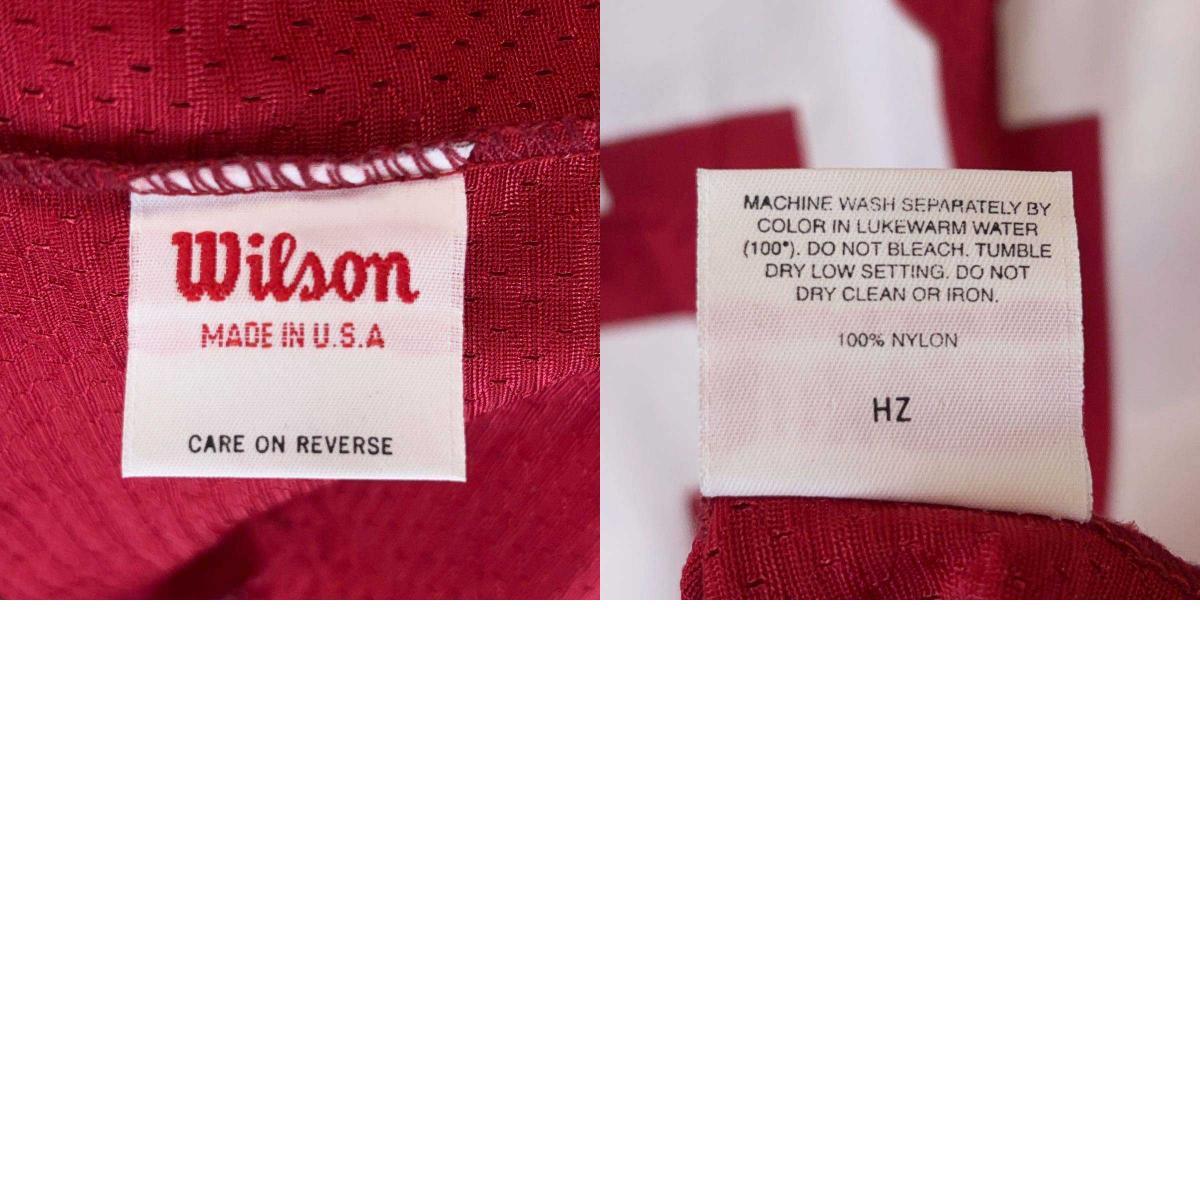 Wilson
MADE IN U.S.A
CARE ON REVERSE
MACHINE WASH SEPARATELY BY
COLOR IN LUKEWARM WATER
(100°). DO NOT BLEACH. TUMBLE
DRY LOW SETTING. DO NOT
DRY CLEAN OR IRON.
100% NYLON
HZ